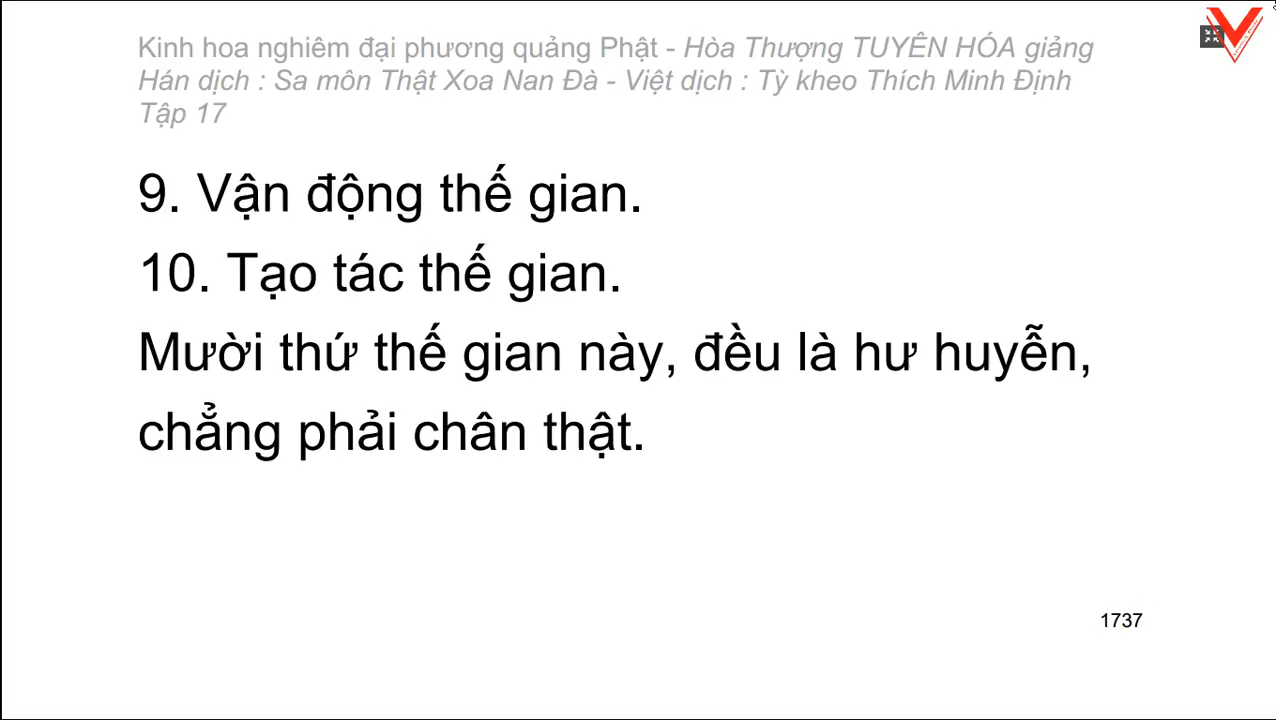 Kinh hoa nghiêm đại phương quảng Phật - Hòa Thượng TUYÊN HÓA giảng
Hán dịch : Sa môn Thật Xoa Nan Đà - Việt dịch : Tỳ kheo Thích Minh Định
Tập 17
9. Vận động thế gian.
10. Tạo tác thế gian.
Mười thứ thế gian này, đều là hư huyễn,
chẳng phải chân thật.
1737